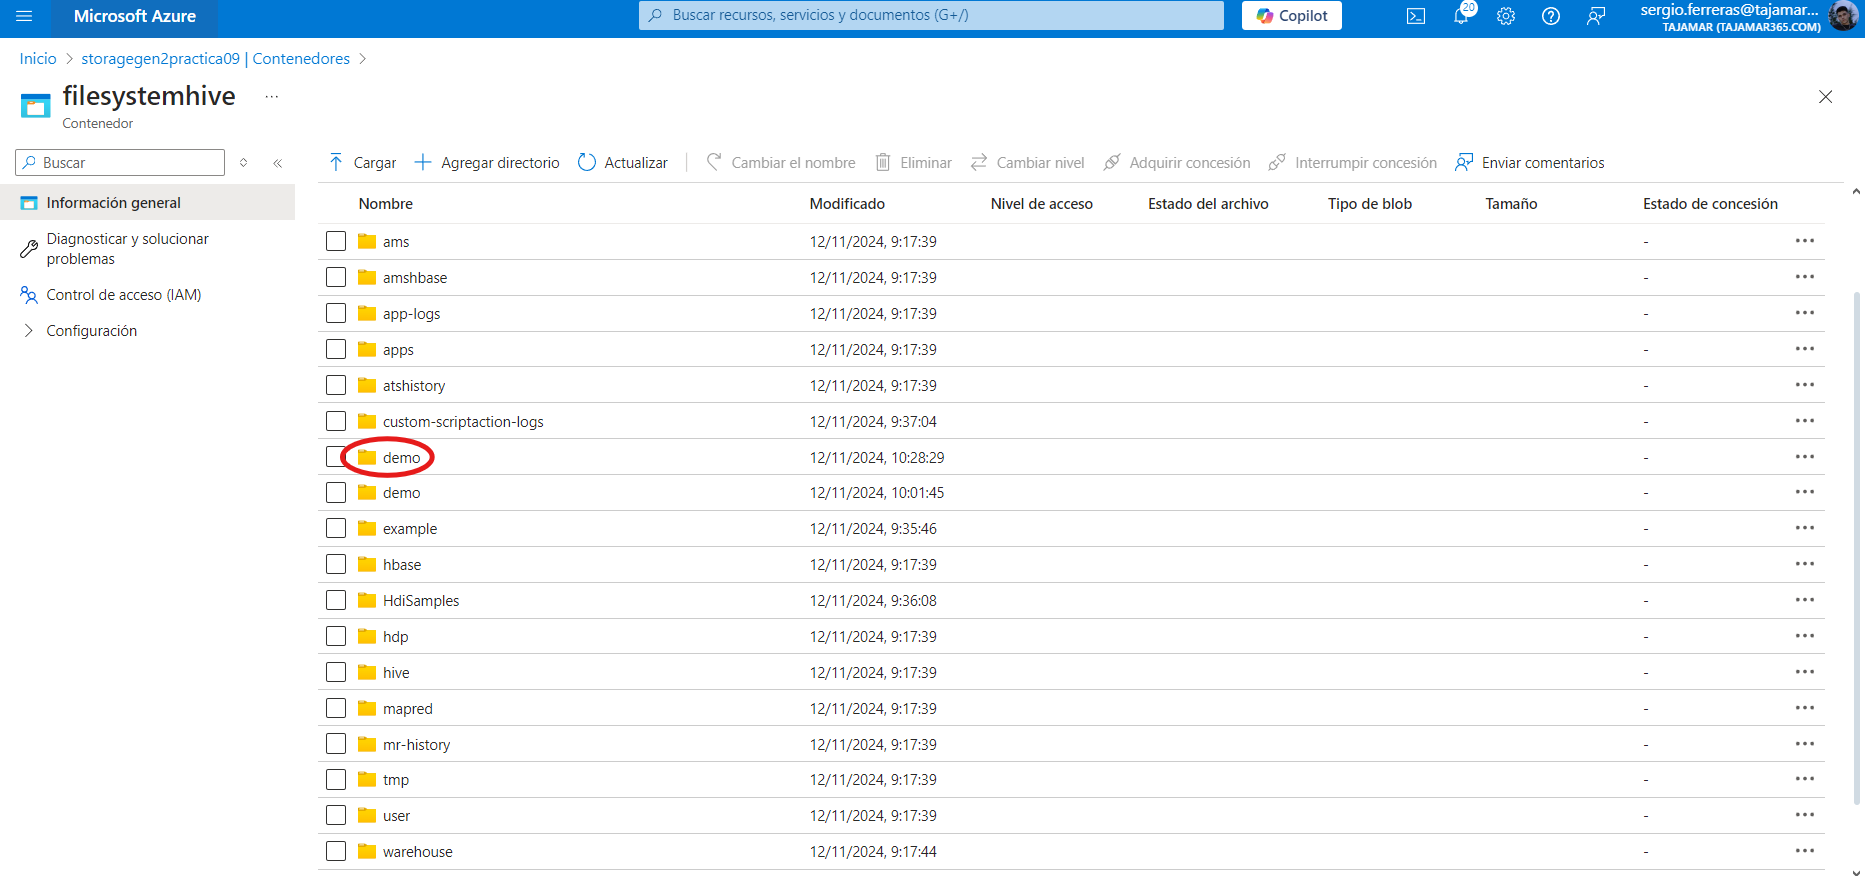 Microsoft Azure
Buscar recursos, servicios y documentos (G+/)
Copilot
20
sergio.ferreras@tajamar...
TAJAMAR (TAJAMAR365.COM)
Inicio > storagegen2practica09 | Contenedores >
filesystemhive ...
Contenedor
Buscar
Información general
Diagnosticar y solucionar
problemas
Control de acceso (IAM)
Configuración
Cargar Agregar directorio Actualizar Cambiar el nombre Eliminar Cambiar nivel Adquirir concesión Interrumpir concesión Enviar comentarios
Nombre Modificado Nivel de acceso Estado del archivo Tipo de blob Tamaño Estado de concesión
ams 12/11/2024, 9:17:39 -
amshbase 12/11/2024, 9:17:39 -
app-logs 12/11/2024, 9:17:39 -
apps 12/11/2024, 9:17:39 -
atshistory 12/11/2024, 9:17:39 -
custom-scriptaction-logs 12/11/2024, 9:37:04 -
demo 12/11/2024, 10:28:29 -
demo 12/11/2024, 10:01:45 -
example 12/11/2024, 9:35:46 -
hbase 12/11/2024, 9:17:39 -
HdiSamples 12/11/2024, 9:36:08 -
hdp 12/11/2024, 9:17:39 -
hive 12/11/2024, 9:17:39 -
mapred 12/11/2024, 9:17:39 -
mr-history 12/11/2024, 9:17:39 -
tmp 12/11/2024, 9:17:39 -
user 12/11/2024, 9:17:39 -
warehouse 12/11/2024, 9:17:44 -